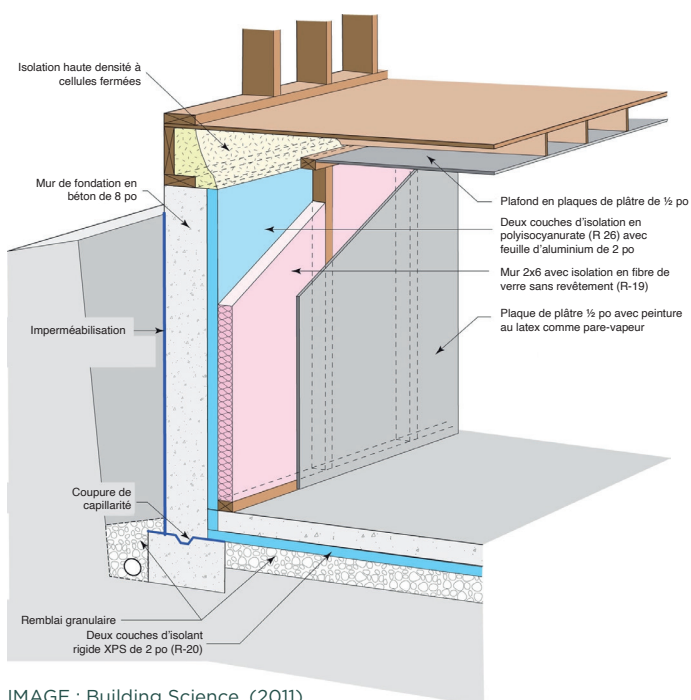 Isolation haute densité à
cellules fermées
Mur de fondation en
béton de 8 po
Plafond en plaques de plâtre de ½ po
Deux couches d'isolation en
polyisocyanurate (R 26) avec
feuille d'aluminium de 2 po
Mur 2x6 avec isolation en fibre de
verre sans revêtement (R-19)
Plaque de plâtre ½ po avec peinture
au latex comme pare-vapeur
Imperméabilisation
Coupure de
capillarité
Remblai granulaire
Deux couches d'isolant
rigide XPS de 2 po (R-20)
IMAGE : Building Science, (2011)